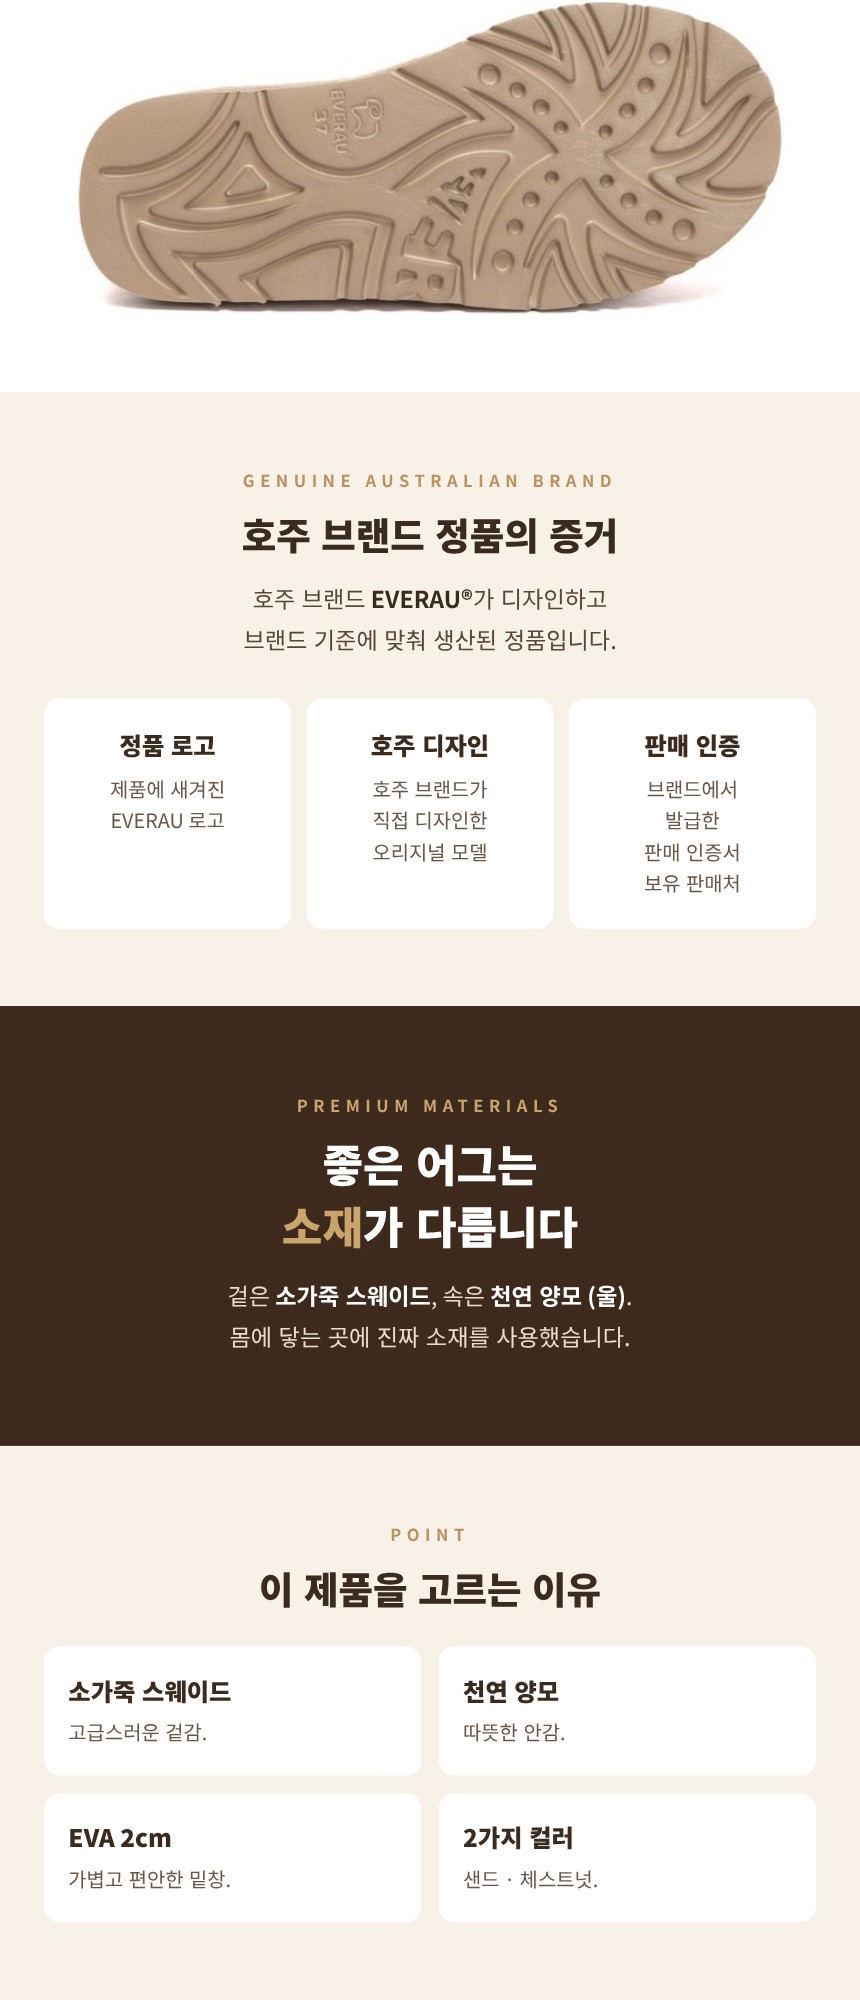 EVERAU
37
EVER
GENUINE AUSTRALIAN BRAND
호주 브랜드 정품의 증거
호주 브랜드 EVERAU®가 디자인하고
브랜드 기준에 맞춰 생산된 정품입니다.
정품 로고
제품에 새겨진
EVERAU 로고
호주 디자인
호주 브랜드가
직접 디자인한
오리지널 모델
판매 인증
브랜드에서
발급한
판매 인증서
보유 판매처
PREMIUM MATERIALS
좋은 어그는
소재가 다릅니다
겉은 소가죽 스웨이드, 속은 천연 양모 (울).
몸에 닿는 곳에 진짜 소재를 사용했습니다.
POINT
이 제품을 고르는 이유
소가죽 스웨이드
고급스러운 겉감.
천연 양모
따뜻한 안감.
EVA 2cm
가볍고 편안한 밑창.
2가지 컬러
샌드 · 체스트넛.